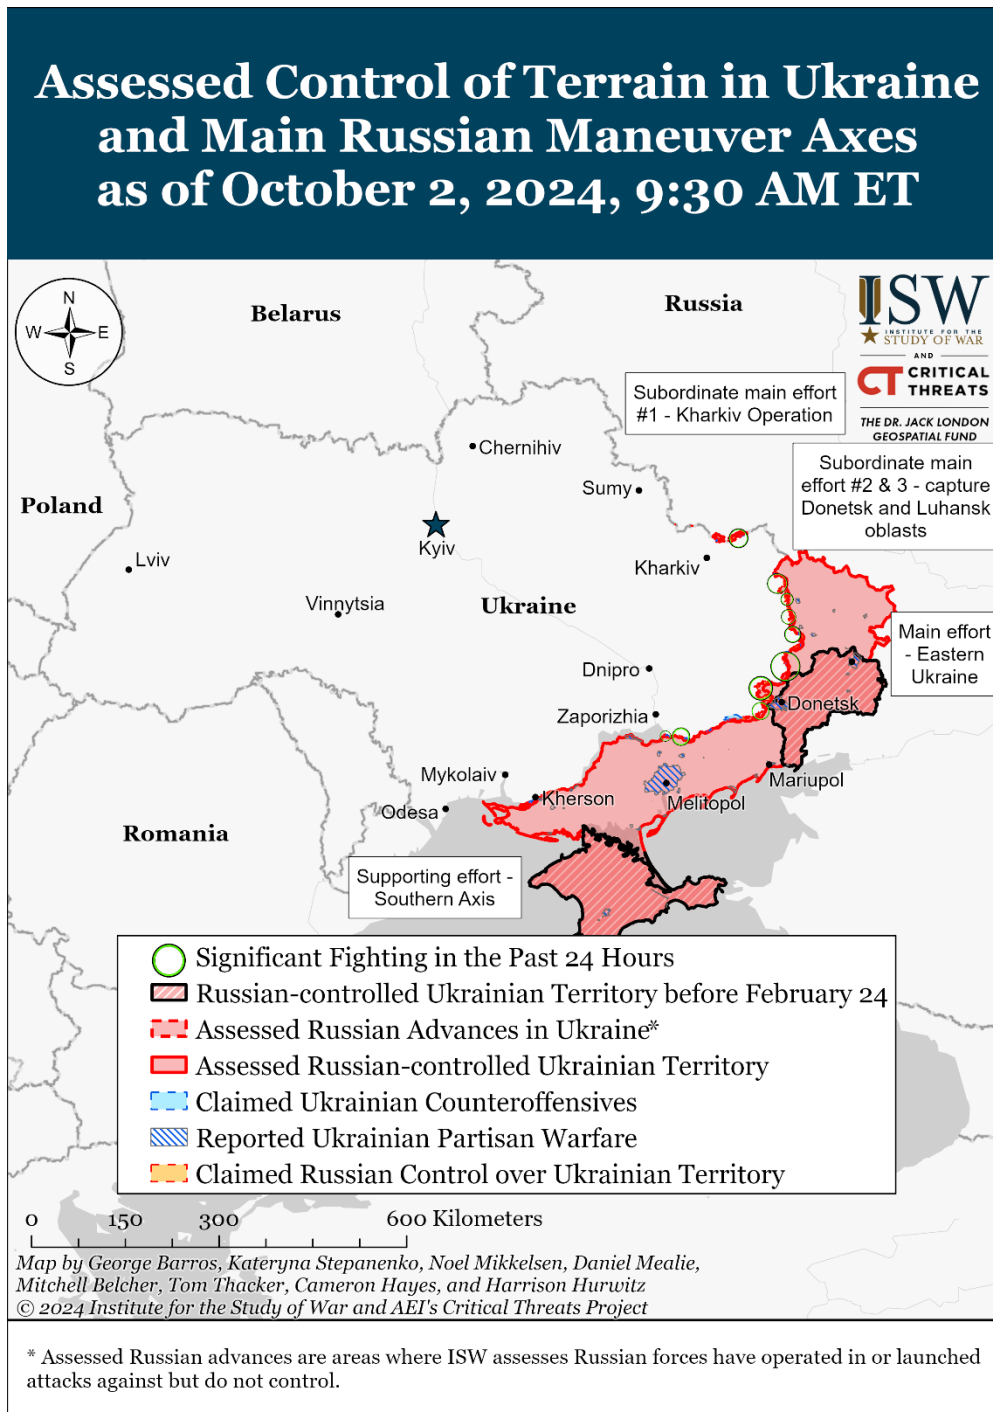 Assessed Control of Terrain in Ukraine
and Main Russian Maneuver Axes
as of October 2, 2024, 9:30 AM ET
N
W
E
S
Belarus
Russia
ISW
INSTITUTE FOR THE
STUDY OF WAR
AND
CT CRITICAL
THREATS
THE DR. JACK LONDON
GEOSPATIAL FUND
Subordinate main effort
#1 - Kharkiv Operation
Subordinate main
effort #2 & 3 - capture
Donetsk and Luhansk
oblasts
Chernihiv
Sumy
Poland
Kyiv
Lviv
Kharkiv
Vinnytsia
Ukraine
Main effort
- Eastern
Ukraine
Dnipro
Donetsk
Zaporizhia
Mykolaiv
Mariupol
Kherson
Melitopol
Odesa
Romania
Supporting effort -
Southern Axis
Significant Fighting in the Past 24 Hours
Russian-controlled Ukrainian Territory before February 24
Assessed Russian Advances in Ukraine*
Assessed Russian-controlled Ukrainian Territory
Claimed Ukrainian Counteroffensives
Reported Ukrainian Partisan Warfare
Claimed Russian Control over Ukrainian Territory
0 150 300 600 Kilometers
Map by George Barros, Kateryna Stepanenko, Noel Mikkelsen, Daniel Mealie,
Mitchell Belcher, Tom Thacker, Cameron Hayes, and Harrison Hurwitz
© 2024 Institute for the Study of War and AEI's Critical Threats Project
* Assessed Russian advances are areas where ISW assesses Russian forces have operated in or launched
attacks against but do not control.